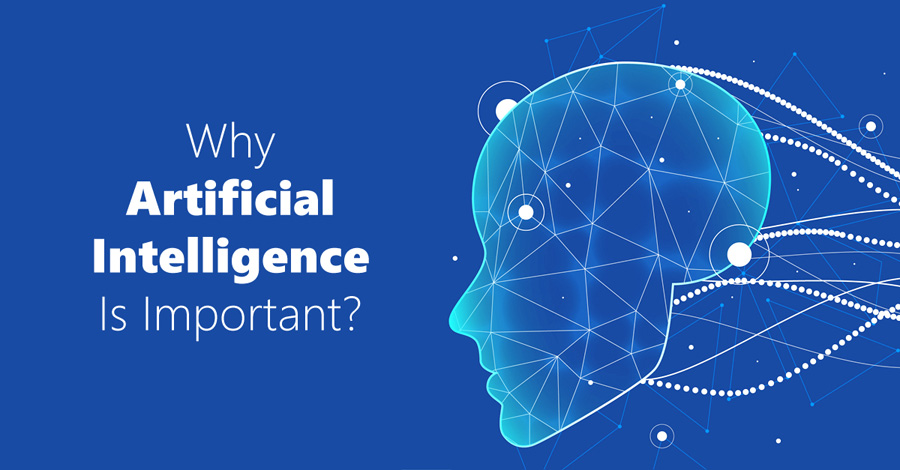 Why
Artificial
Intelligence
Is Important?